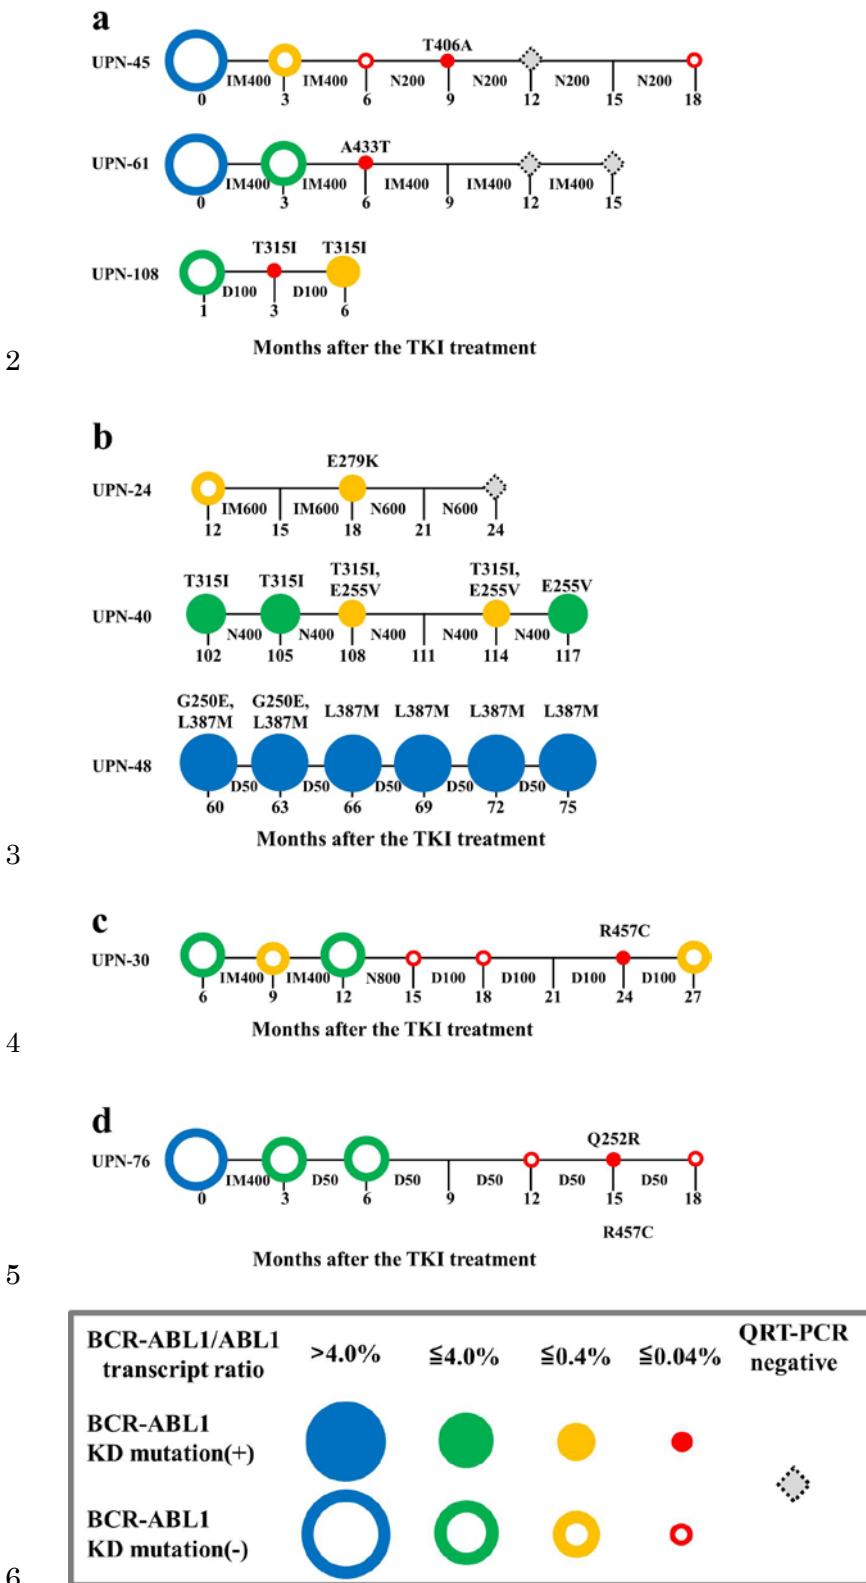 a
T406A
UPN-45
IM400 IM400 N200 N200 N200 N200
0 3 6 9 12 15 18
A433T
UPN-61
IM400 IM400 IM400 IM400 IM400
0 3 6 9 12 15
T315I T315I
UPN-108
D100 D100
1 3 6
Months after the TKI treatment
2
b
E279K
UPN-24
IM600 IM600 N600 N600
12 15 18 21 24
T315I T315I T315I, E255V T315I, E255V E255V
UPN-40
N400 N400 N400 N400 N400
102 105 108 111 114 117
G250E, L387M G250E, L387M L387M L387M L387M L387M
UPN-48
D50 D50 D50 D50 D50
60 63 66 69 72 75
Months after the TKI treatment
3
c
R457C
UPN-30
IM400 IM400 N800 D100 D100 D100 D100
6 9 12 15 18 21 24 27
Months after the TKI treatment
4
d
Q252R
UPN-76
IM400 D50 D50 D50 D50 D50
0 3 6 9 12 15 18
R457C
Months after the TKI treatment
5
BCR-ABL1/ABL1 transcript ratio >4.0% ≦4.0% ≦0.4% ≦0.04% QRT-PCR negative
BCR-ABL1
KD mutation(+)
BCR-ABL1
KD mutation(-)
6